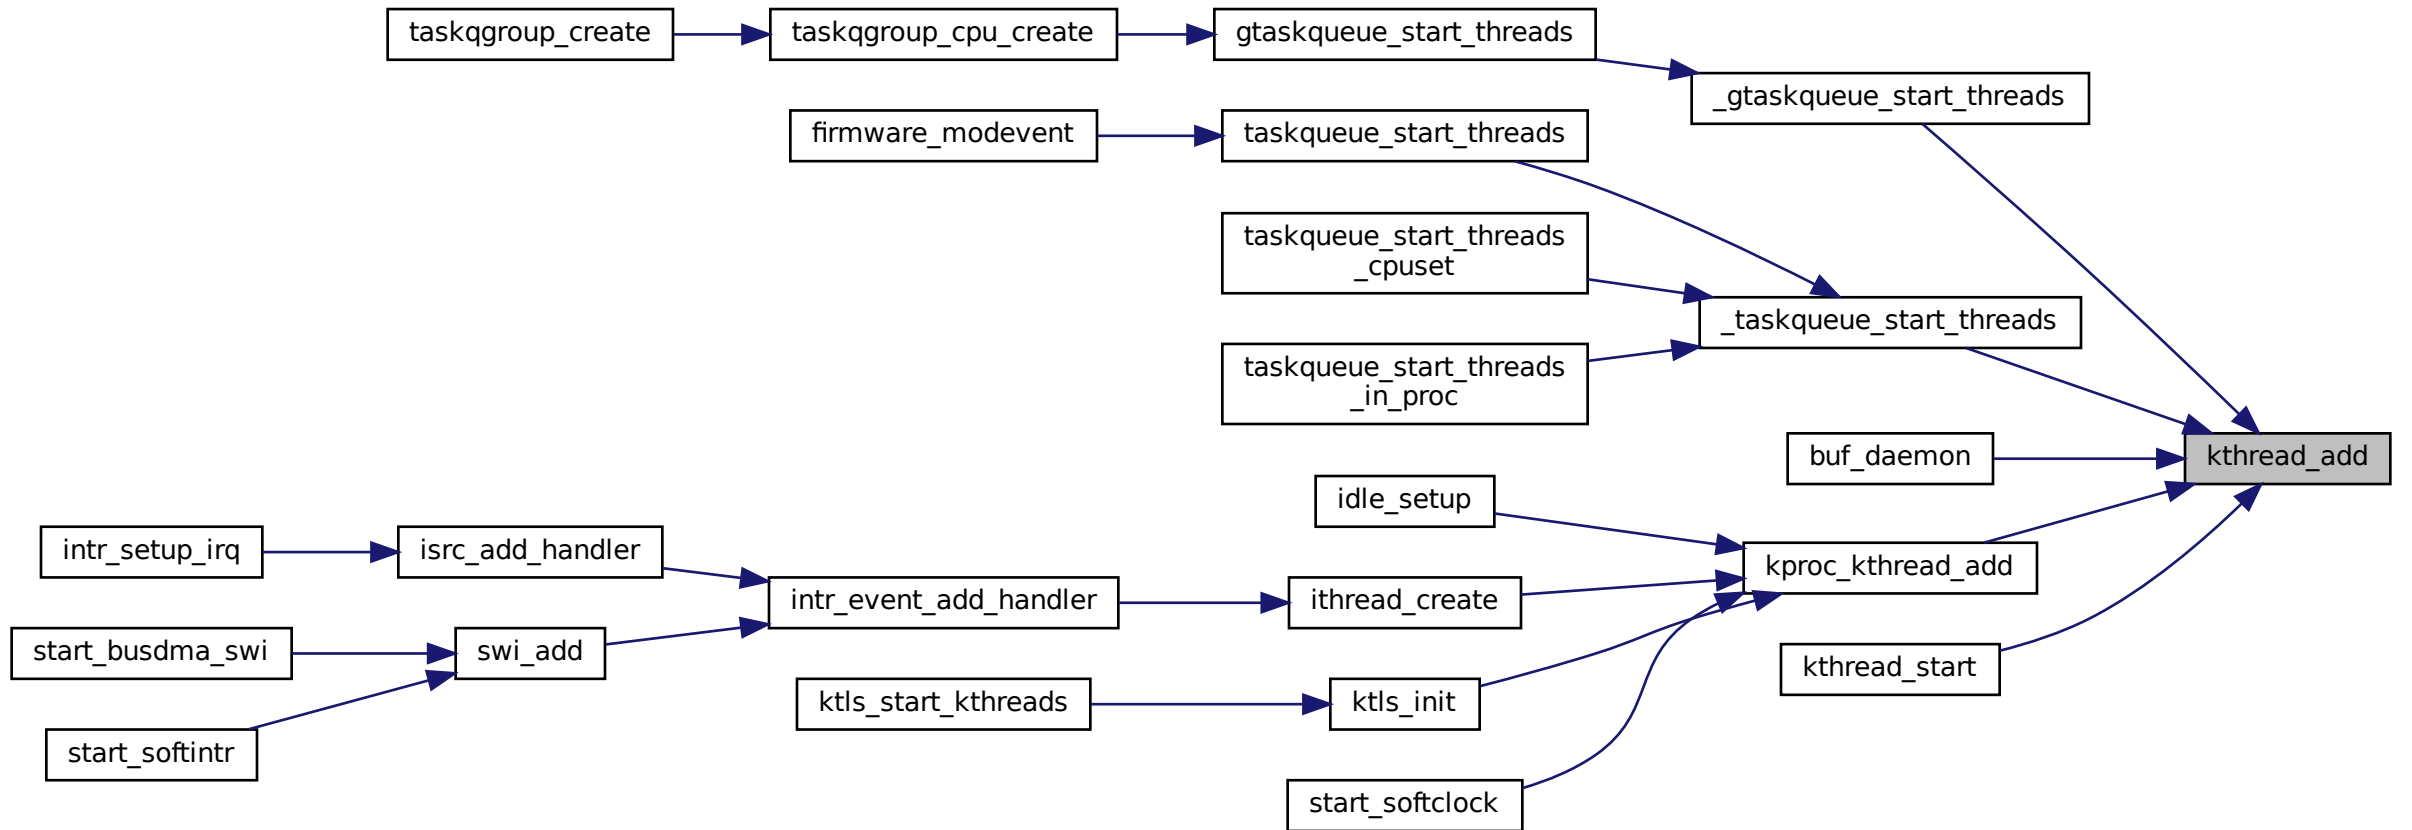 taskqgroup_create
taskqgroup_cpu_create
gtaskqueue_start_threads
_gtaskqueue_start_threads
firmware_modevent
taskqueue_start_threads
taskqueue_start_threads
_cpuset
_taskqueue_start_threads
taskqueue_start_threads
_in_proc
buf_daemon
kthread_add
idle_setup
intr_setup_irq
isrc_add_handler
kproc_kthread_add
intr_event_add_handler
ithread_create
start_busdma_swi
swi_add
kthread_start
ktls_start_kthreads
ktls_init
start_softintr
start_softclock